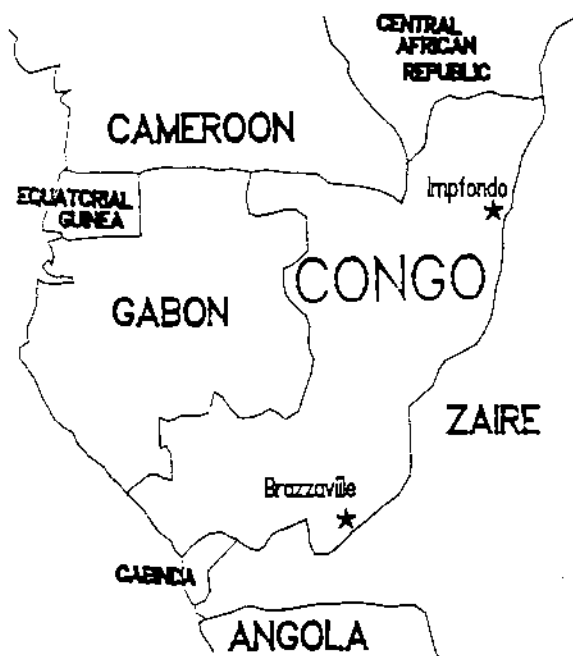 CENTRAL
AFRICAN
REPUBLIC
CAMEROON
Impfondo
EQUATORIAL
GUINEA
CONGO
GABON
ZAIRE
Brazzaville
CABINDA
ANGOLA